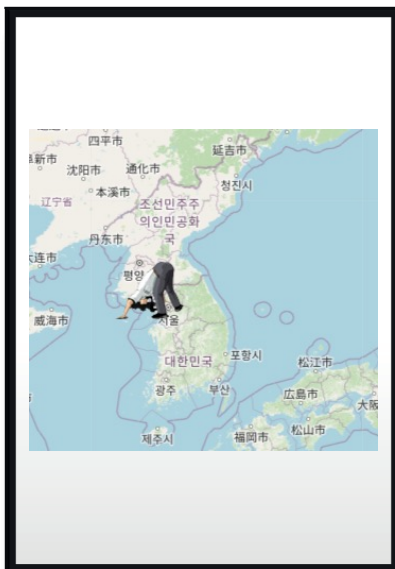 四平市
延吉市
阜新市
沈阳市
通化市
청진시
本溪市
辽宁省
조선민주주
의인민공화
국
丹东市
大连市
평양
威海市
서울
대한민국
포항시
松江市
광주
부산
広島市
大阪
제주시
福岡市
松山市